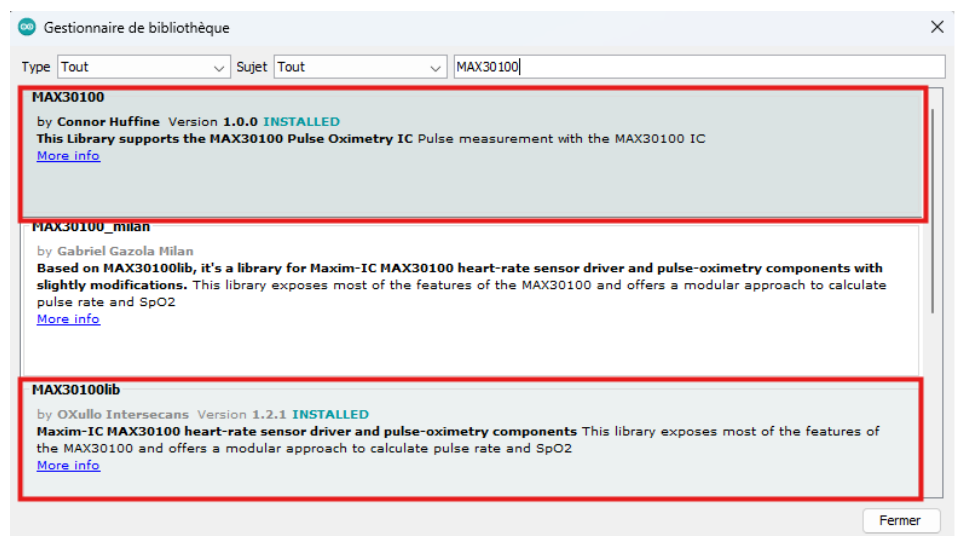 Gestionnaire de bibliothèque
Type Tout Sujet Tout MAX30100
MAX30100
by Connor Huffine Version 1.0.0 INSTALLED
This Library supports the MAX30100 Pulse Oximetry IC Pulse measurement with the MAX30100 IC
More info
MAX30100_milan
by Gabriel Gazola Milan
Based on MAX30100lib, it's a library for Maxim-IC MAX30100 heart-rate sensor driver and pulse-oximetry components with
slightly modifications. This library exposes most of the features of the MAX30100 and offers a modular approach to calculate
pulse rate and SpO2
More info
MAX30100lib
by OXullo Intersecans Version 1.2.1 INSTALLED
Maxim-IC MAX30100 heart-rate sensor driver and pulse-oximetry components This library exposes most of the features of
the MAX30100 and offers a modular approach to calculate pulse rate and SpO2
More info
Fermer